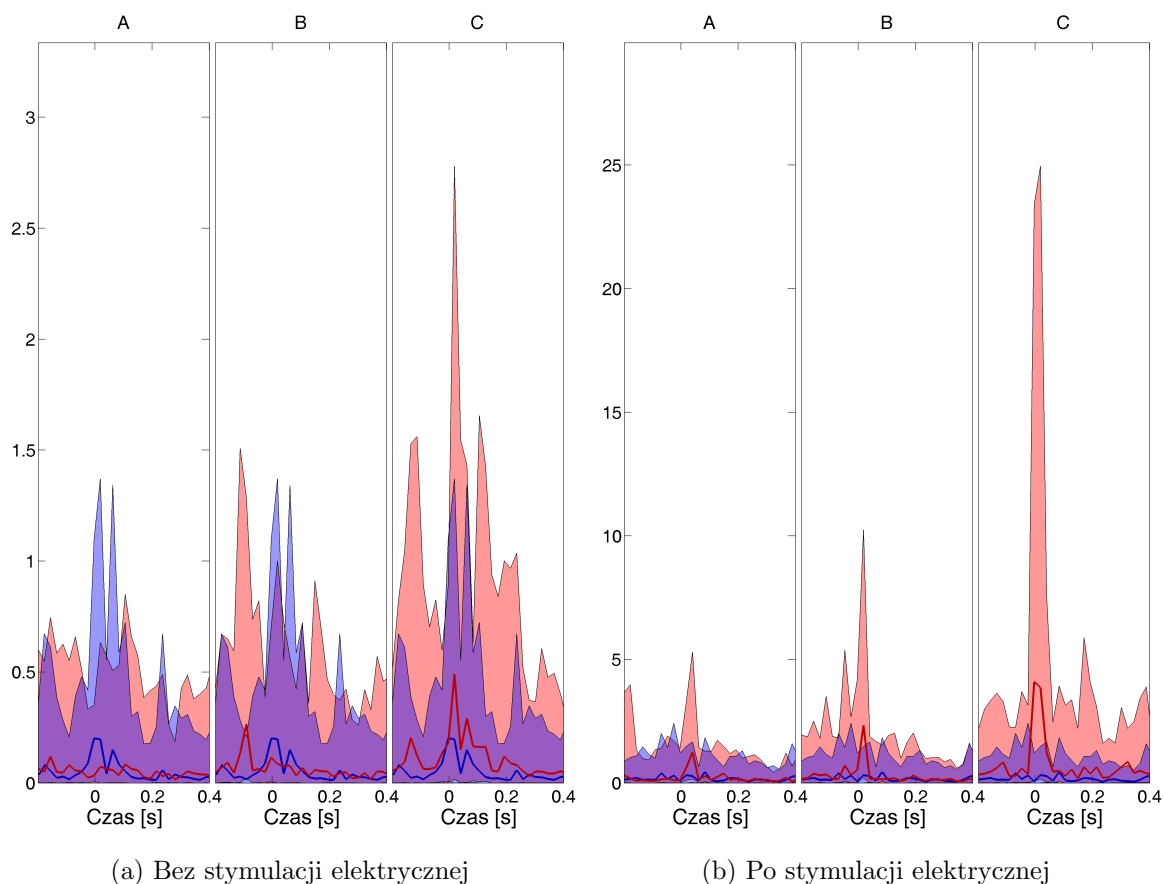 A B C
3
2.5
2
1.5
1
0.5
0
0 0.2 0.4 0 0.2 0.4 0 0.2 0.4
Czas [s] Czas [s] Czas [s]
(a) Bez stymulacji elektrycznej
A B C
25
20
15
10
5
0
0 0.2 0.4 0 0.2 0.4 0 0.2 0.4
Czas [s] Czas [s] Czas [s]
(b) Po stymulacji elektrycznej